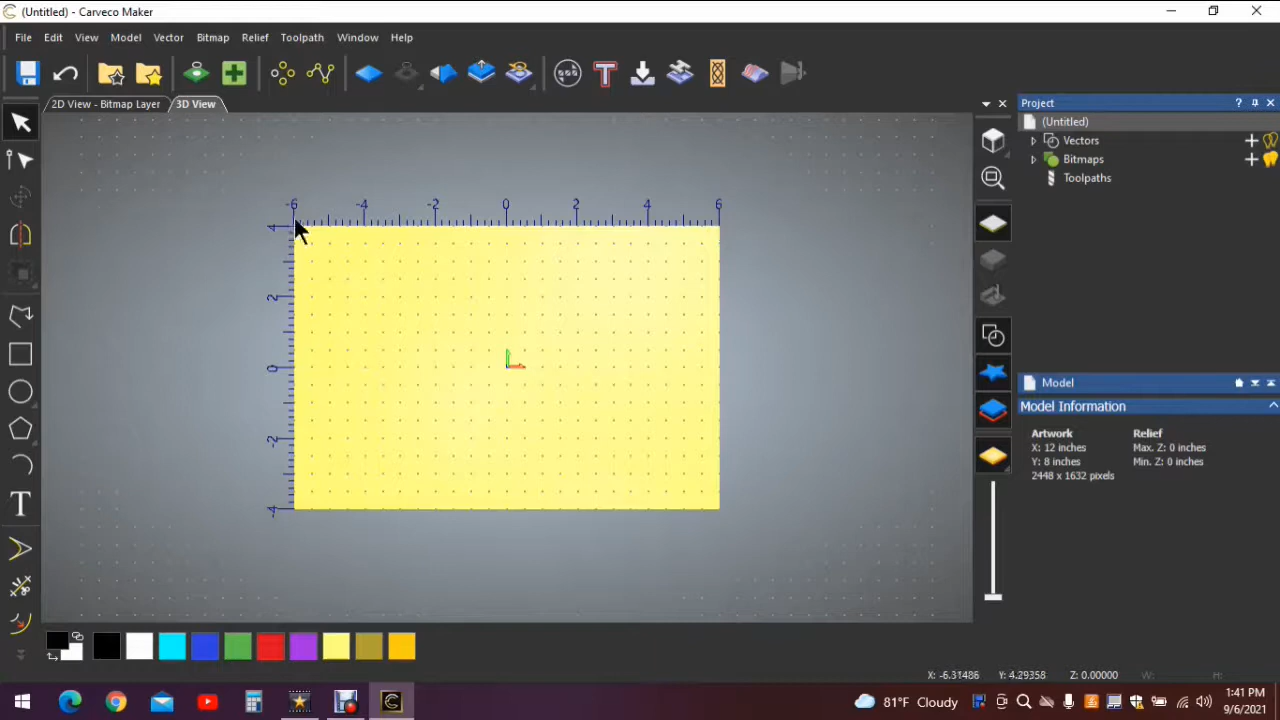 (Untitled) - Carveco Maker
File Edit View Model Vector Bitmap Relief Toolpath Window Help
2D View - Bitmap Layer 3D View
Project
(Untitled)
Vectors
Bitmaps
Toolpaths
-6 -4 -2 0 2 4 6
4
2
0
-2
-4
Model
Model Information
Artwork Relief
X: 12 inches Max. Z: 0 inches
Y: 8 inches Min. Z: 0 inches
2448 x 1632 pixels
X: -6.31486 Y: 4.29358 Z: 0.00000 W: H:
81°F Cloudy
1:41 PM
9/6/2021